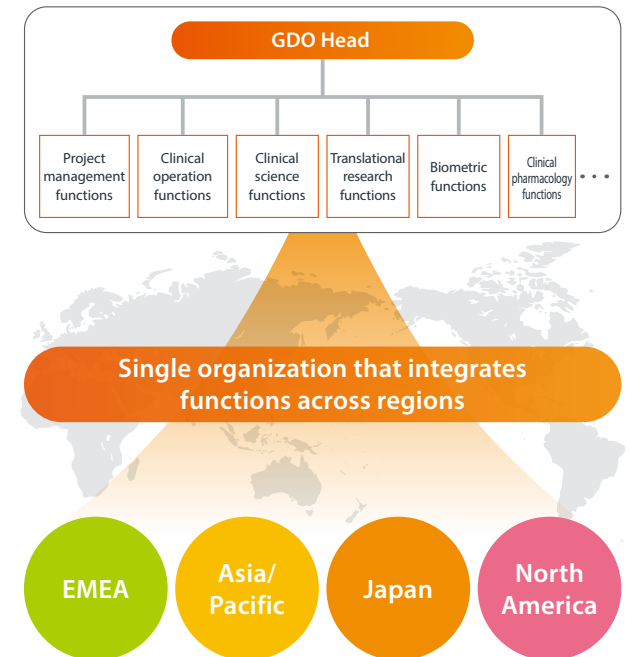 GDO Head
Project
management
functions
Clinical
operation
functions
Clinical
science
functions
Translational
research
functions
Biometric
functions
Clinical
pharmacology
functions
• • •
Single organization that integrates
functions across regions
EMEA
Asia/
Pacific
Japan
North
America